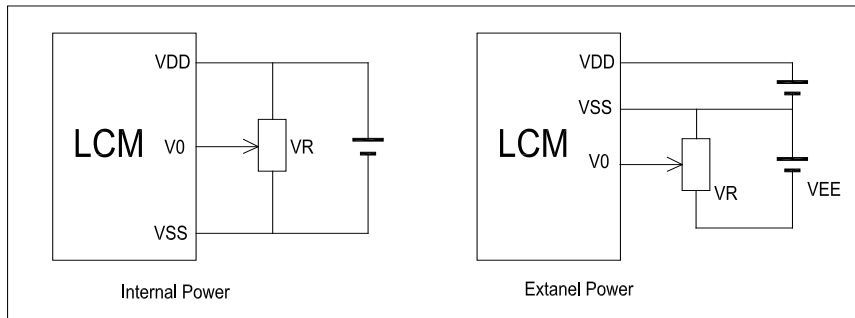 VDD
LCM
V0
VR
VSS
Internal Power
VDD
VSS
LCM
V0
VR
VEE
Extanel Power